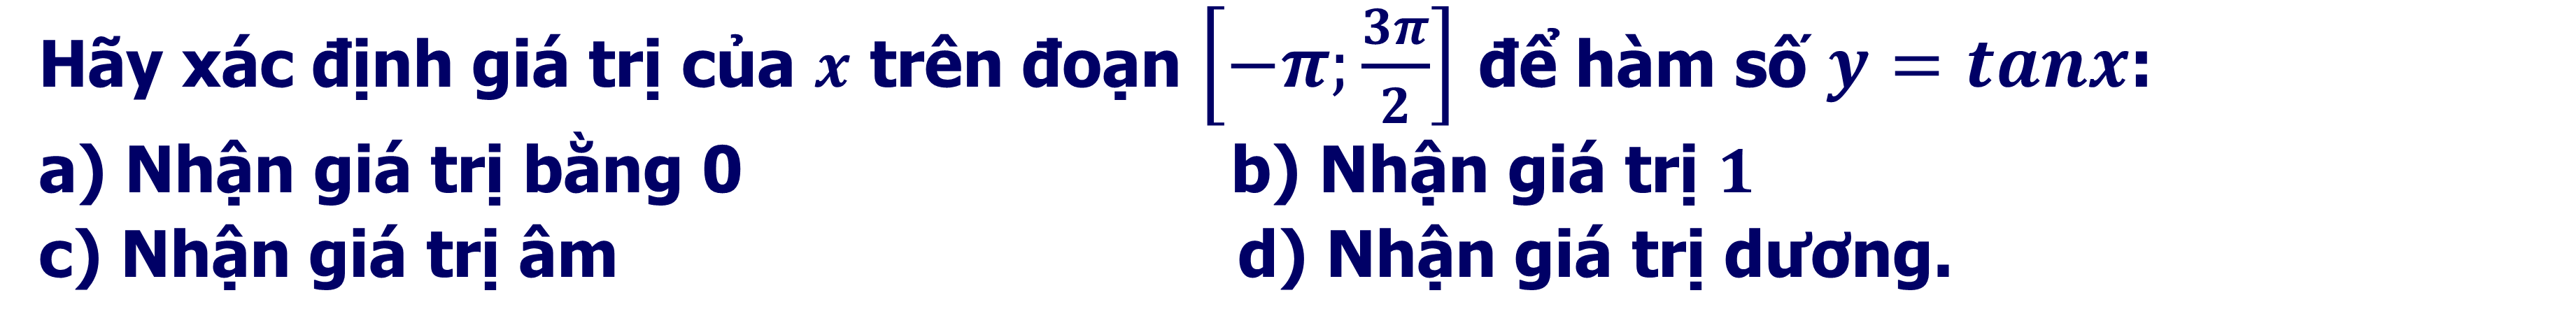 Hãy xác định giá trị của x trên đoạn [−π; 3π/2] để hàm số y = tanx:
a) Nhận giá trị bằng 0 b) Nhận giá trị 1
c) Nhận giá trị âm d) Nhận giá trị dương.